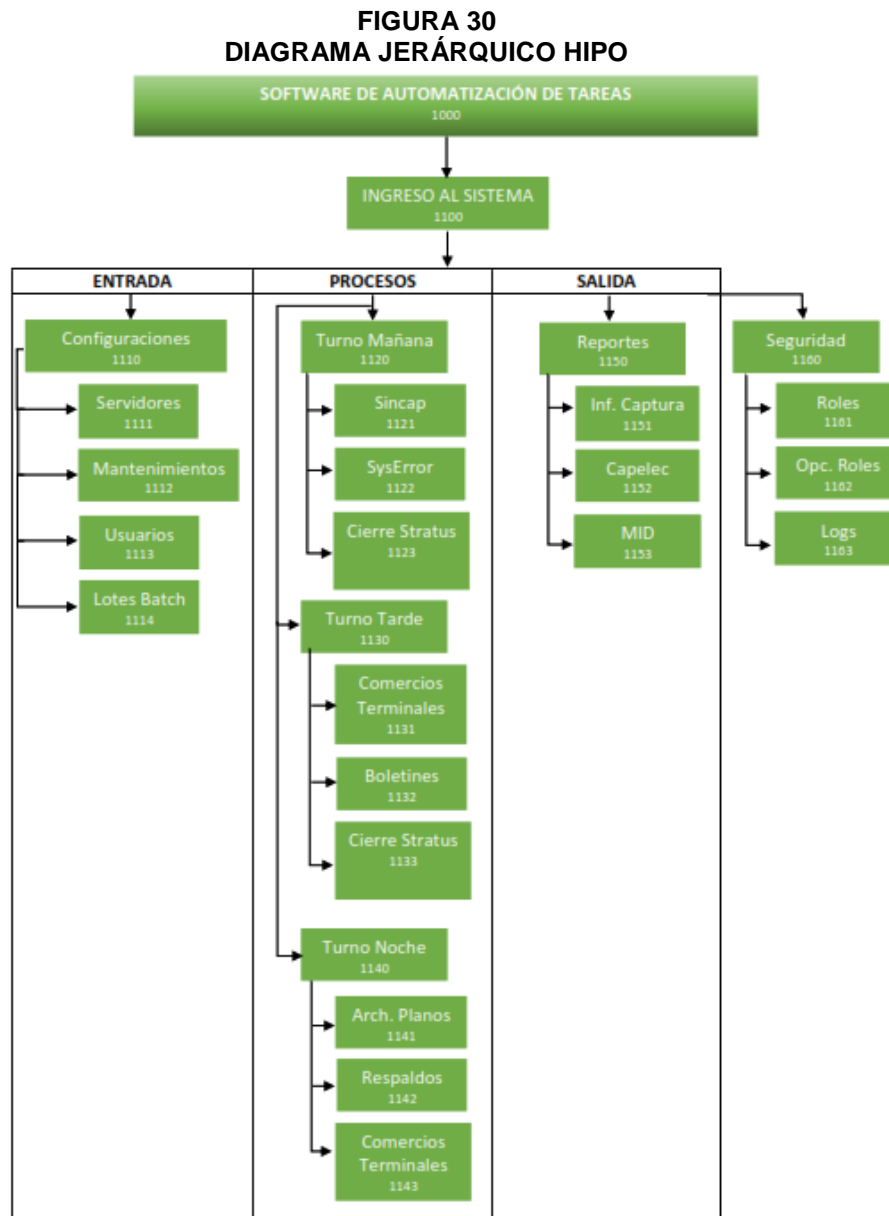 FIGURA 30
DIAGRAMA JERÁRQUICO HIPO
SOFTWARE DE AUTOMATIZACIÓN DE TAREAS
1000
INGRESO AL SISTEMA
1100
ENTRADA
PROCESOS
SALIDA
Configuraciones
1110
Servidores
1111
Mantenimientos
1112
Usuarios
1113
Lotes Batch
1114
Turno Mañana
1120
Sincap
1121
SysError
1122
Cierre Stratus
1123
Turno Tarde
1130
Comercios
Terminales
1131
Boletines
1132
Cierre Stratus
1133
Turno Noche
1140
Arch. Planos
1141
Respaldos
1142
Comercios
Terminales
1143
Reportes
1150
Inf. Captura
1151
Capelec
1152
MID
1153
Seguridad
1160
Roles
1161
Opc. Roles
1162
Logs
1163